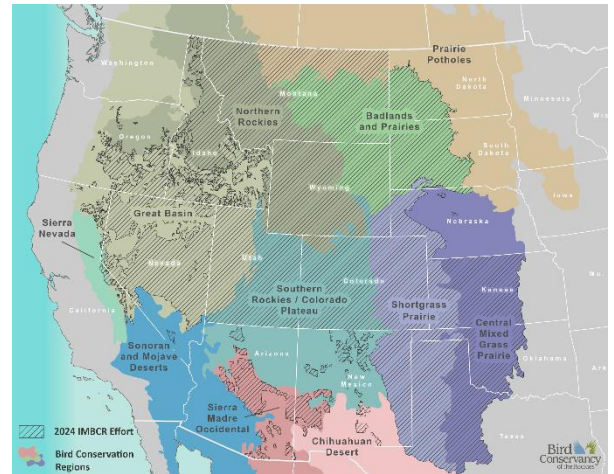 Washington
Prairie
Potholes
North
Dakota
Montana
Minnesota
Northern
Rockies
Badlands
and Prairies
Oregon
Idaho
South
Dakota
Wyoming
Iowa
Sierra
Nevada
Great Basin
Nebraska
Nevada
Utah
Colorado
Southern
Rockies / Colorado
Plateau
Shortgrass
Prairie
Kansas
Central
Mixed
Grass
Prairie
California
Sonoran
and Mojave
Deserts
Arizona
New
Mexico
Oklahoma
Sierra
Madre
Occidental
Chihuahuan
Desert
Texas
2024 IMBCR Effort
Bird Conservation
Regions
Bird
Conservancy
of the Rockies